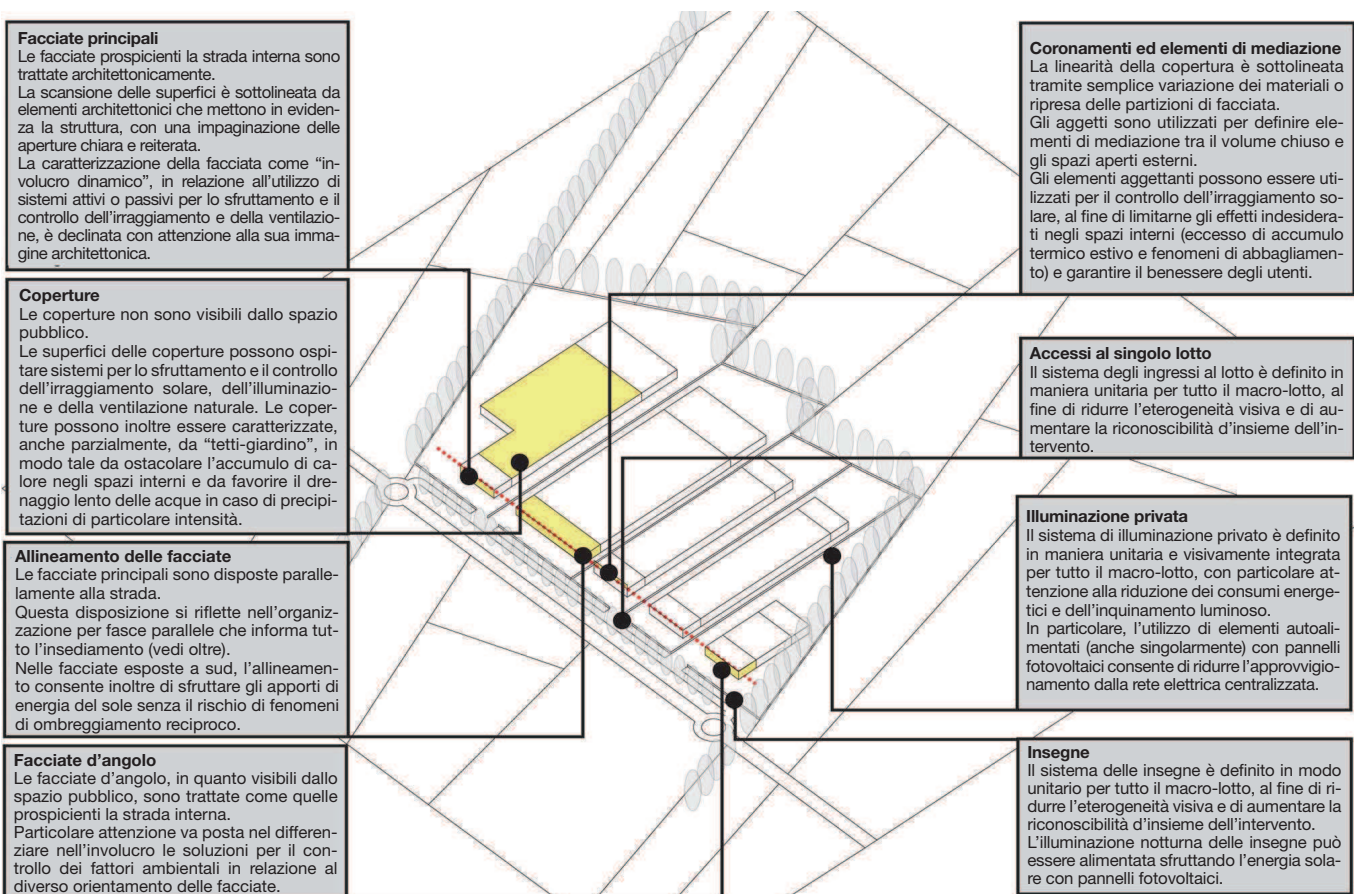 Facciate principali
Le facciate prospicienti la strada interna sono
trattate architettonicamente.
La scansione delle superfici è sottolineata da
elementi architettonici che mettono in eviden-
za la struttura, con una impaginazione delle
aperture chiara e reiterata.
La caratterizzazione della facciata come “in-
volucro dinamico”, in relazione all’utilizzo di
sistemi attivi o passivi per lo sfruttamento e il
controllo dell’irraggiamento e della ventilazio-
ne, è declinata con attenzione alla sua imma-
gine architettonica.
Coperture
Le coperture non sono visibili dallo spazio
pubblico.
Le superfici delle coperture possono ospi-
tare sistemi per lo sfruttamento e il controllo
dell’irraggiamento solare, dell’illuminazio-
ne e della ventilazione naturale. Le coper-
ture possono inoltre essere caratterizzate,
anche parzialmente, da “tetti-giardino”, in
modo tale da ostacolare l’accumulo di ca-
lore negli spazi interni e da favorire il dre-
naggio lento delle acque in caso di precipi-
tazioni di particolare intensità.
Allineamento delle facciate
Le facciate principali sono disposte paralle-
lamente alla strada.
Questa disposizione si riflette nell’organiz-
zazione per fasce parallele che informa tut-
to l’insediamento (vedi oltre).
Nelle facciate esposte a sud, l’allineamen-
to consente inoltre di sfruttare gli apporti di
energia del sole senza il rischio di fenomeni
di ombreggiamento reciproco.
Facciate d’angolo
Le facciate d’angolo, in quanto visibili dallo
spazio pubblico, sono trattate come quelle
prospicienti la strada interna.
Particolare attenzione va posta nel differen-
ziare nell’involucro le soluzioni per il con-
trollo dei fattori ambientali in relazione al
diverso orientamento delle facciate.
Coronamenti ed elementi di mediazione
La linearità della copertura è sottolineata
tramite semplice variazione dei materiali o
ripresa delle partizioni di facciata.
Gli aggetti sono utilizzati per definire ele-
menti di mediazione tra il volume chiuso e
gli spazi aperti esterni.
Gli elementi aggettanti possono essere uti-
lizzati per il controllo dell’irraggiamento so-
lare, al fine di limitarne gli effetti indesidera-
ti negli spazi interni (eccesso di accumulo
termico estivo e fenomeni di abbagliamen-
to) e garantire il benessere degli utenti.
Accessi al singolo lotto
Il sistema degli ingressi al lotto è definito in
maniera unitaria per tutto il macro-lotto, al
fine di ridurre l’eterogeneità visiva e di au-
mentare la riconoscibilità d’insieme dell’in-
tervento.
Illuminazione privata
Il sistema di illuminazione privato è definito
in maniera unitaria e visivamente integrata
per tutto il macro-lotto, con particolare at-
tenzione alla riduzione dei consumi energe-
tici e dell’inquinamento luminoso.
In particolare, l’utilizzo di elementi autoali-
mentati (anche singolarmente) con pannelli
fotovoltaici consente di ridurre l’approvvigio-
namento dalla rete elettrica centralizzata.
Insegne
Il sistema delle insegne è definito in modo
unitario per tutto il macro-lotto, al fine di ri-
durre l’eterogeneità visiva e di aumentare la
riconoscibilità d’insieme dell’intervento.
L’illuminazione notturna delle insegne può
essere alimentata sfruttando l’energia sola-
re con pannelli fotovoltaici.